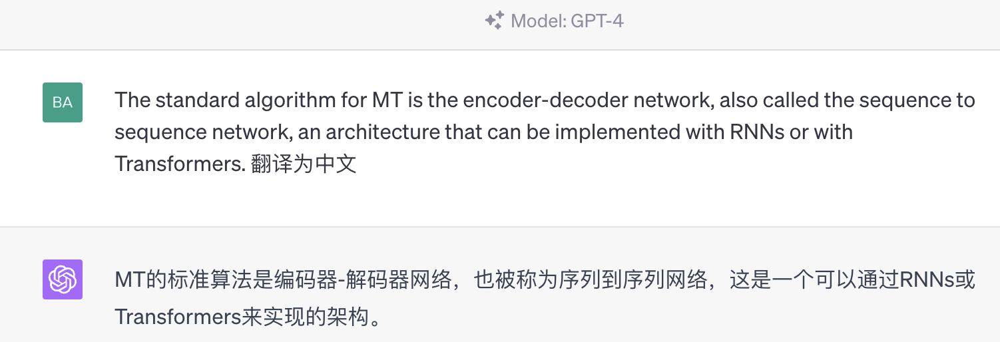 Model: GPT-4
BA
The standard algorithm for MT is the encoder-decoder network, also called the sequence to
sequence network, an architecture that can be implemented with RNNs or with
Transformers. 翻译为中文
MT的标准算法是编码器-解码器网络，也被称为序列到序列网络，这是一个可以通过RNNs或
Transformers来实现的架构。